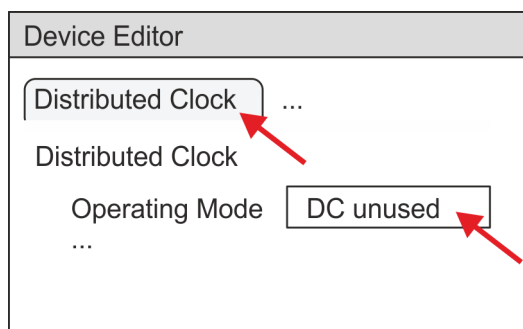 Device Editor
Distributed Clock ...
Distributed Clock
Operating Mode DC unused
...